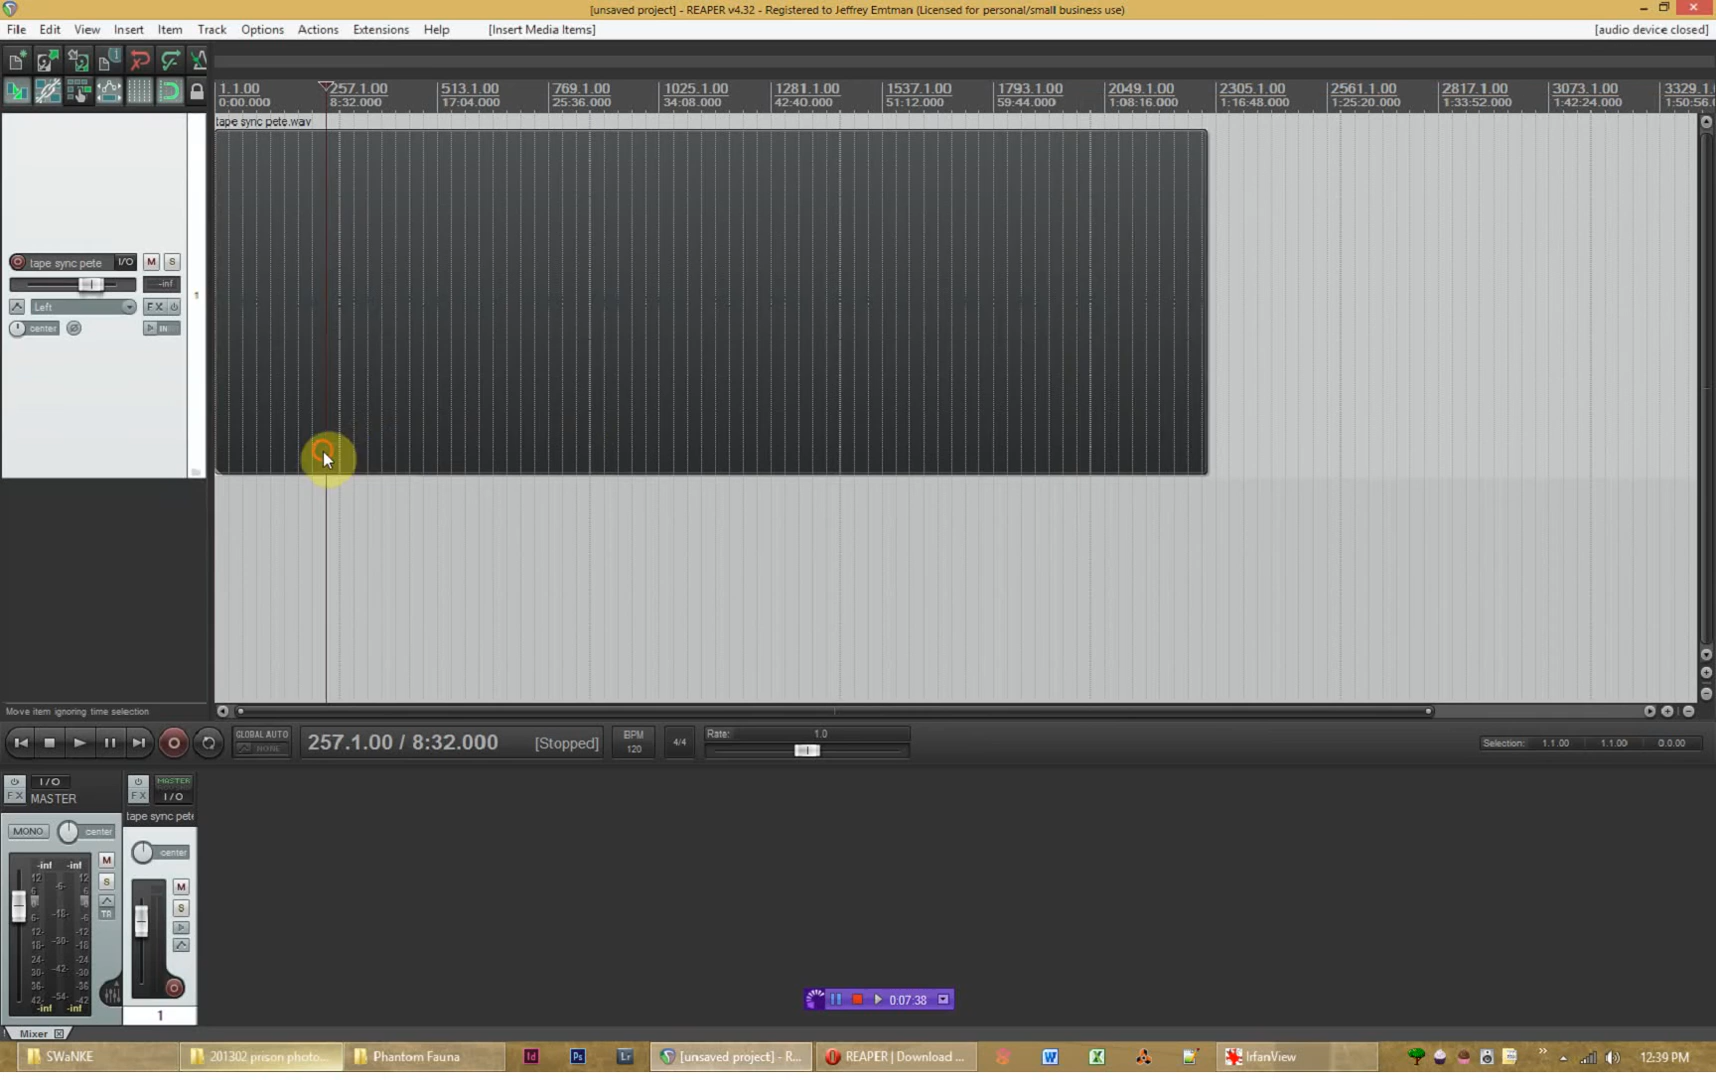 [unsaved project] - REAPER v4.32 - Registered to Jeffrey Emtman (Licensed for personal/small business use)
File Edit View Insert Item Track Options Actions Extensions Help [Insert Media Items] [audio device closed]
1.1.00 257.1.00 513.1.00 769.1.00 1025.1.00 1281.1.00 1537.1.00 1793.1.00 2049.1.00 2305.1.00 2561.1.00 2817.1.00 3073.1.00 3329.1
0:00.000 8:32.000 17:04.000 25:36.000 34:08.000 42:40.000 51:12.000 59:44.000 1:08:16.000 1:16:48.000 1:25:20.000 1:33:52.000 1:42:24.000 1:50:56.0
tape sync pete.wav
tape sync pete I/O M S
-inf
1
Left FX
center IN
Move item ignoring time selection
GLOBAL AUTO
NONE
257.1.00 / 8:32.000 [Stopped]
BPM
120
4/4
Rate: 1.0
Selection: 1.1.00 1.1.00 0.0.00
FX I/O
MASTER
FX MASTER
I/O
tape sync pete
MONO center
center
-inf -inf
M
S
TR
12 6 6- 12- 18- 24- 30- 36- 42-
-6- -18- -30- -42- -54-
-inf -inf
M
S
1
Mixer
0:07:38
SWaNKE
201302 prison photo...
Phantom Fauna
Id
Ps
Lr
[unsaved project] - R...
REAPER | Download ...
IrfanView
12:39 PM